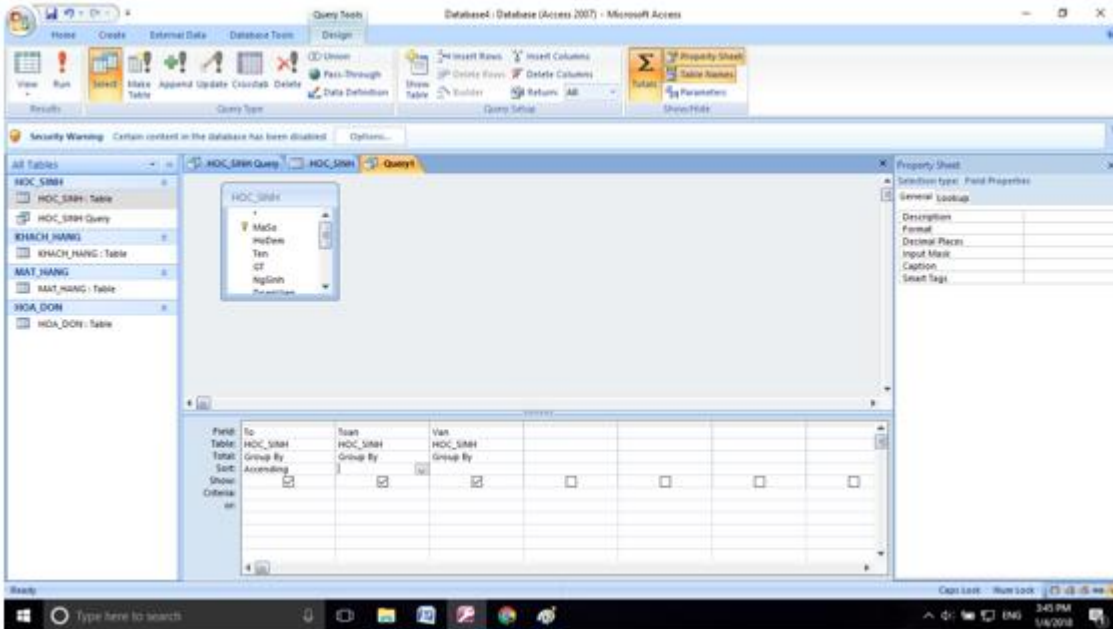 Query Tools
Database4 : Database (Access 2007) - Microsoft Access
Home Create External Data Database Tools Design
View
Run
Select
Make Table
Append Update Crosstab Delete
Union
Pass-Through
Data Definition
Show Table
Insert Rows
Delete Rows
Builder
Insert Columns
Delete Columns
Return: All
Totals
Property Sheet
Table Names
Parameters
Results
Query Type
Query Setup
Show/Hide
Security Warning Certain content in the database has been disabled Options...
All Tables
HOC_SINH Query
HOC_SINH
Query1
HOC_SINH
HOC_SINH : Table
HOC_SINH Query
KHACH_HANG
KHACH_HANG : Table
MAT_HANG
MAT_HANG : Table
HOA_DON
HOA_DON : Table
HOC_SINH
*
MaSo
HoDem
Ten
GT
NgSinh
Property Sheet
Selection type: Field Properties
General Lookup
Description
Format
Decimal Places
Input Mask
Caption
Smart Tags
Field: To Toan Van
Table: HOC_SINH HOC_SINH HOC_SINH
Total: Group By Group By Group By
Sort: Ascending
Show:
Criteria:
or:
Ready
Caps Lock Num Lock
Type here to search
ENG
3:45 PM
1/4/2018